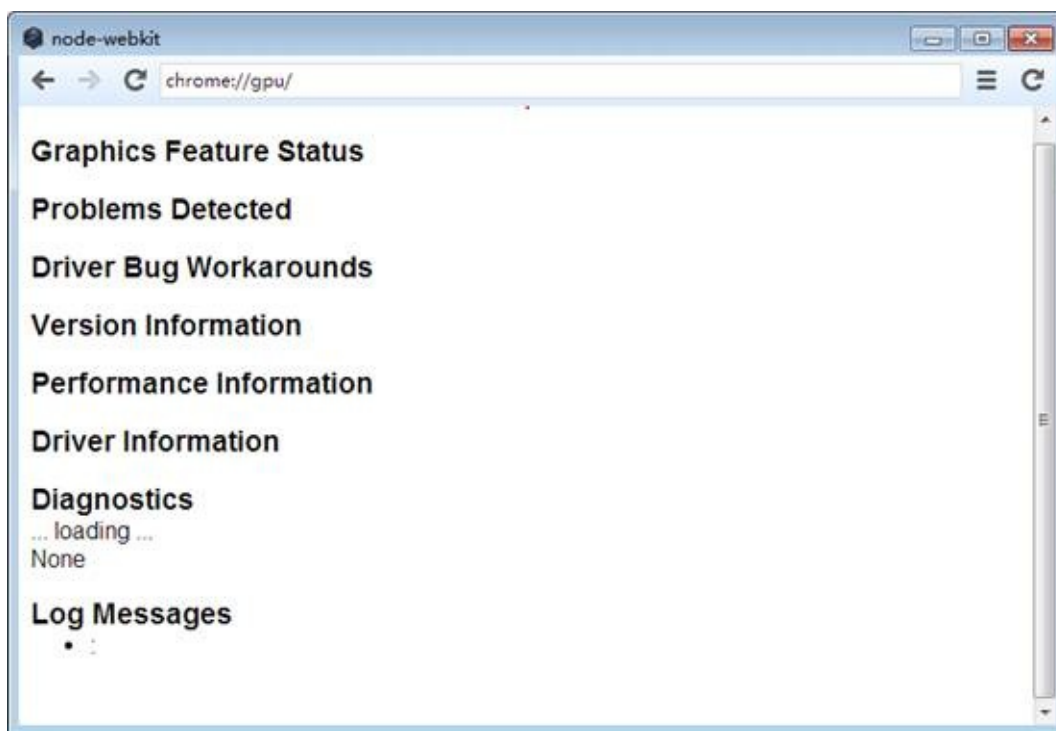 node-webkit
chrome://gpu/
Graphics Feature Status
Problems Detected
Driver Bug Workarounds
Version Information
Performance Information
Driver Information
Diagnostics
... loading ...
None
Log Messages
• :